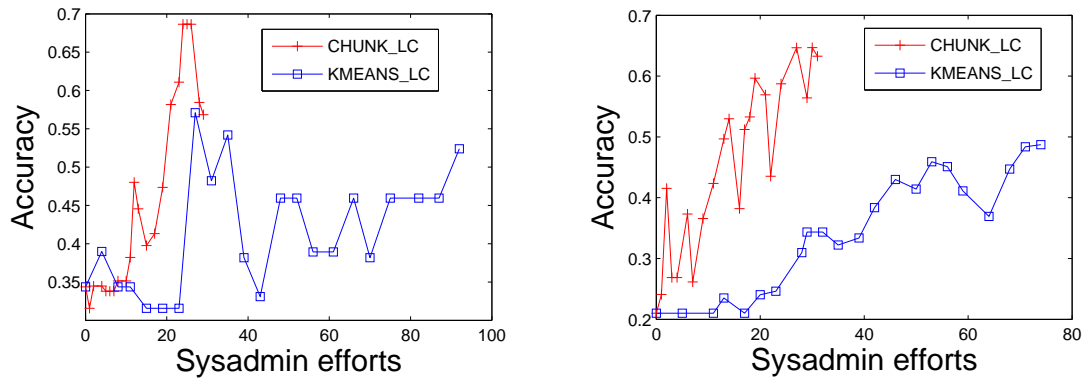 0.7
0.65
0.6
0.55
0.5
0.45
0.4
0.35
Accuracy
CHUNK_LC
KMEANS_LC
0 20 40 60 80 100
Sysadmin efforts
0.7
0.6
0.5
0.4
0.3
0.2
Accuracy
CHUNK_LC
KMEANS_LC
0 20 40 60 80
Sysadmin efforts